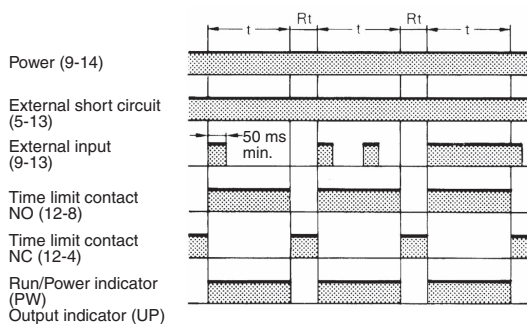 t Rt t Rt t
Power (9-14)
External short circuit
(5-13)
External input
(9-13)
50 ms
min.
Time limit contact
NO (12-8)
Time limit contact
NC (12-4)
Run/Power indicator
(PW)
Output indicator (UP)